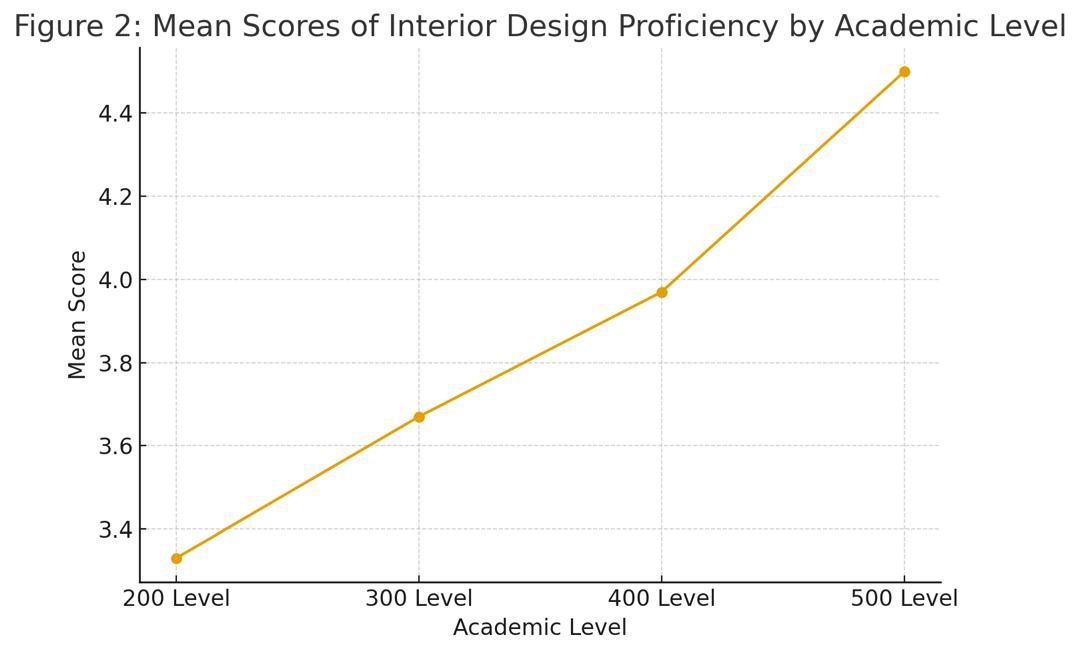 Figure 2: Mean Scores of Interior Design Proficiency by Academic Level
4.4
4.2
4.0
3.8
3.6
3.4
Mean Score
200 Level
300 Level
400 Level
500 Level
Academic Level